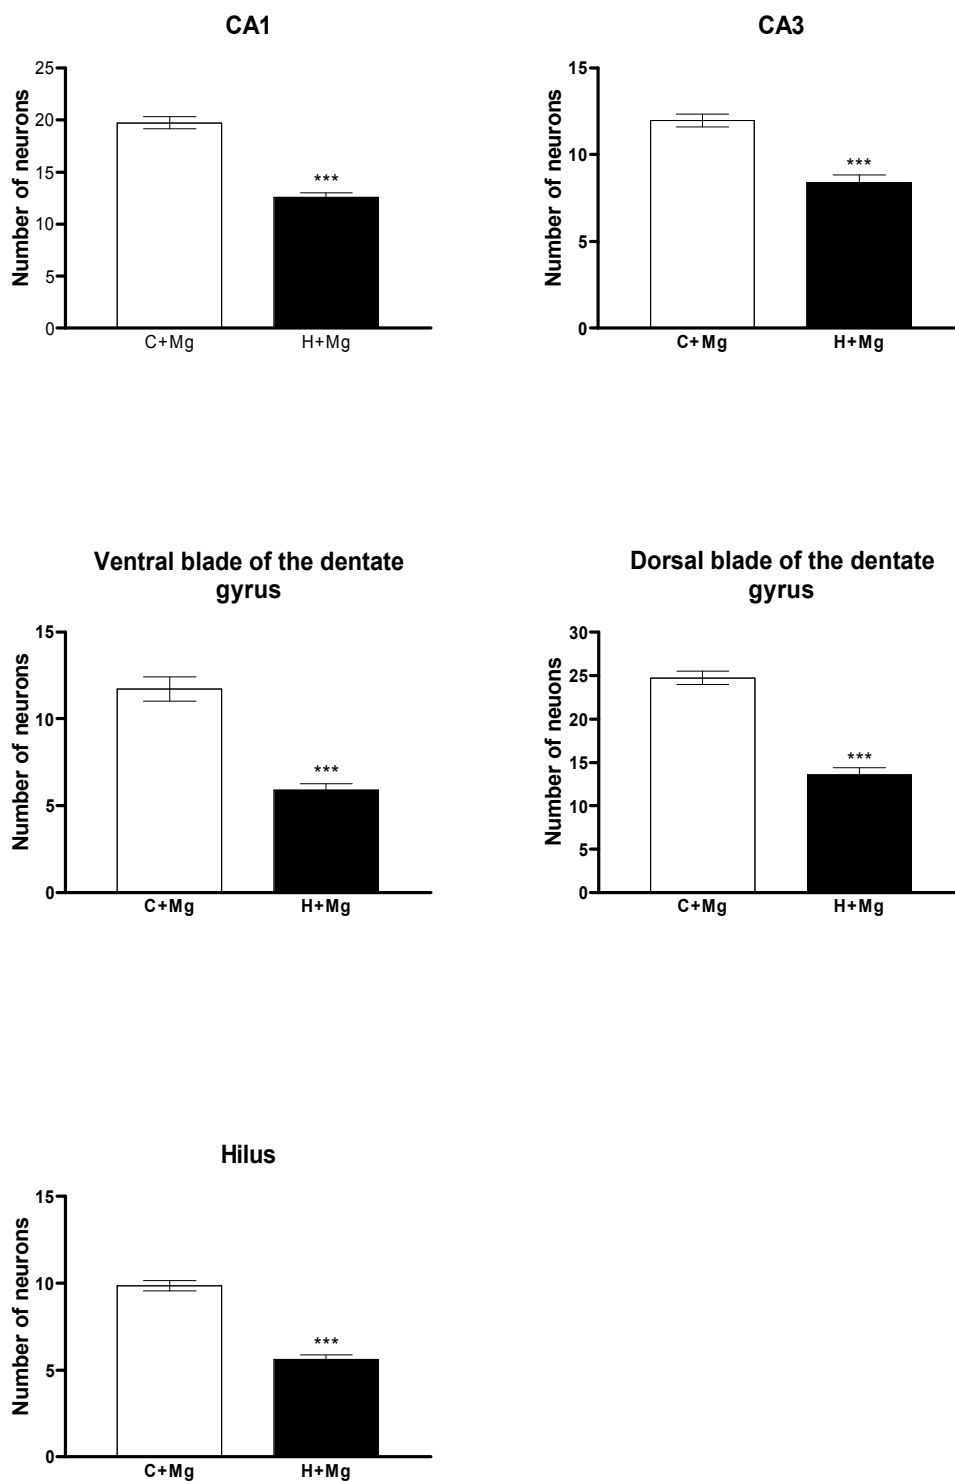 CA1
Number of neurons
25
20
15
10
5
0
***
C+Mg
H+Mg
CA3
Number of neurons
15
10
5
0
***
C+Mg
H+Mg
Ventral blade of the dentate
gyrus
Number of neurons
15
10
5
0
***
C+Mg
H+Mg
Dorsal blade of the dentate
gyrus
Number of neuons
30
25
20
15
10
5
0
***
C+Mg
H+Mg
Hilus
Number of neurons
15
10
5
0
***
C+Mg
H+Mg